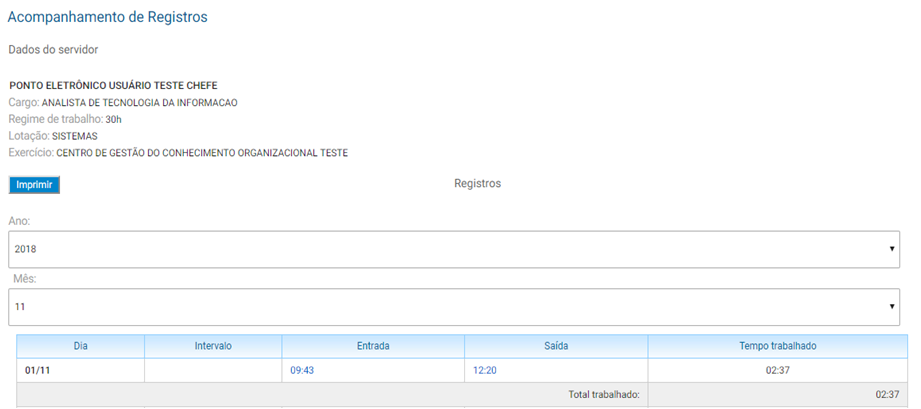 Acompanhamento de Registros
Dados do servidor
PONTO ELETRÔNICO USUÁRIO TESTE CHEFE
Cargo: ANALISTA DE TECNOLOGIA DA INFORMACAO
Regime de trabalho: 30h
Lotação: SISTEMAS
Exercício: CENTRO DE GESTÃO DO CONHECIMENTO ORGANIZACIONAL TESTE
Imprimir Registros
Ano:
2018
Mês:
11
Dia Intervalo Entrada Saída Tempo trabalhado
01/11 09:43 12:20 02:37
Total trabalhado: 02:37